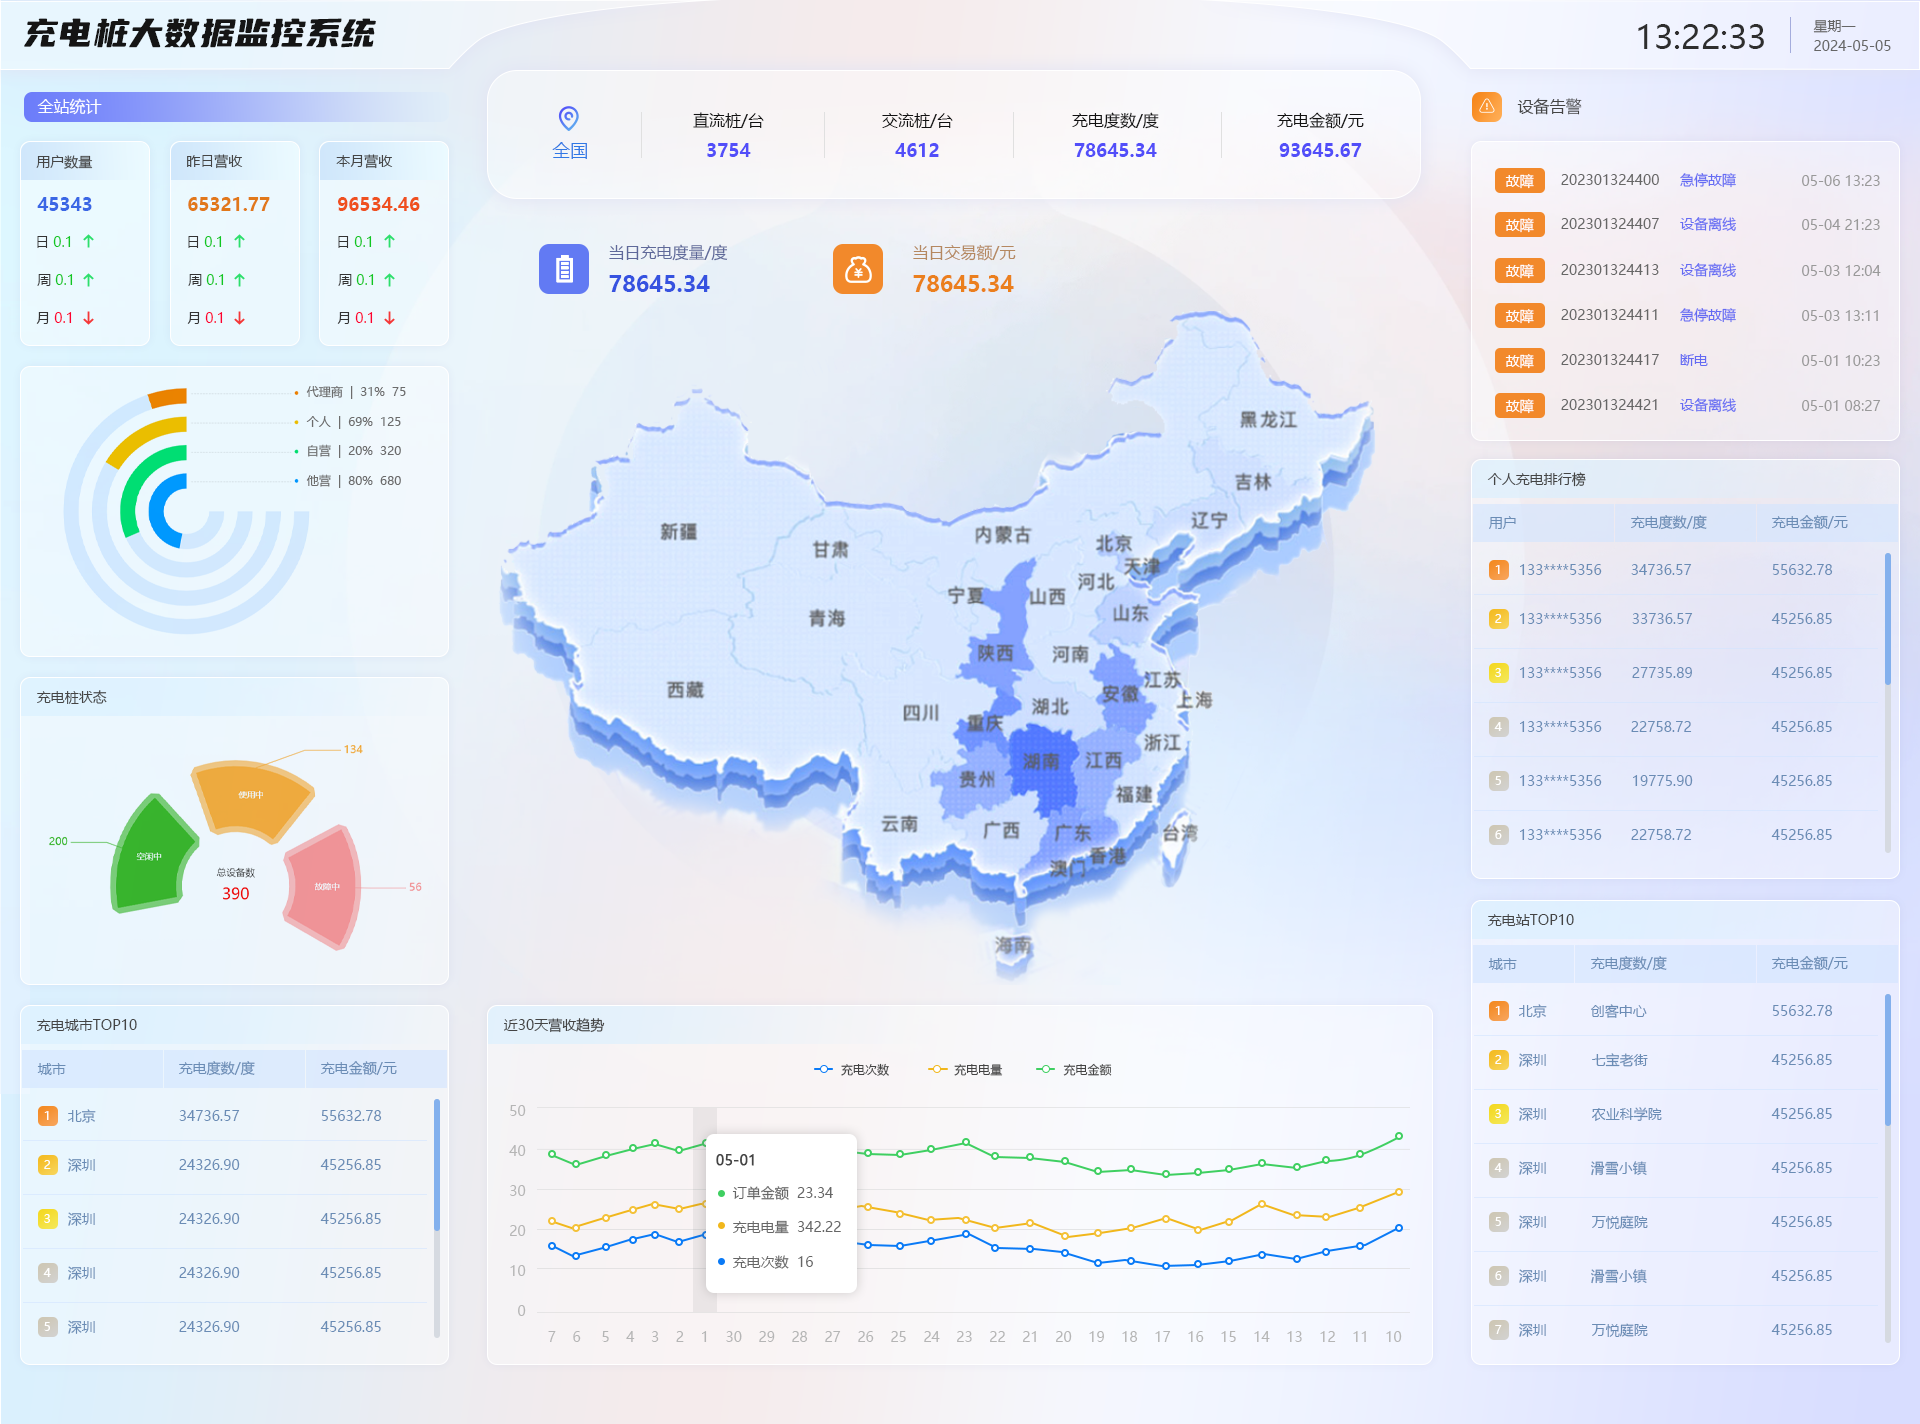 充电桩大数据监控系统
13:22:33
星期一
2024-05-05
全站统计
用户数量
45343
日 0.1
周 0.1
月 0.1
昨日营收
65321.77
日 0.1
周 0.1
月 0.1
本月营收
96534.46
日 0.1
周 0.1
月 0.1
代理商 | 31% 75
个人 | 69% 125
自营 | 20% 320
他营 | 80% 680
充电桩状态
134
使用中
200
空闲中
总设备数
390
故障中
56
充电城市TOP10
城市 充电度数/度 充电金额/元
1 北京 34736.57 55632.78
2 深圳 24326.90 45256.85
3 深圳 24326.90 45256.85
4 深圳 24326.90 45256.85
5 深圳 24326.90 45256.85
全国
直流桩/台
3754
交流桩/台
4612
充电度数/度
78645.34
充电金额/元
93645.67
当日充电度量/度
78645.34
当日交易额/元
78645.34
黑龙江
吉林
辽宁
新疆
甘肃
内蒙古
北京
天津
宁夏
山西
河北
青海
山东
陕西
河南
西藏
四川
重庆
湖北
安徽
江苏
上海
浙江
湖南
江西
贵州
福建
云南
广西
广东
台湾
香港
澳门
海南
近30天营收趋势
充电次数 充电电量 充电金额
50
40
30
20
10
0
05-01
订单金额 23.34
充电电量 342.22
充电次数 16
7 6 5 4 3 2 1 30 29 28 27 26 25 24 23 22 21 20 19 18 17 16 15 14 13 12 11 10
设备告警
故障 202301324400 急停故障 05-06 13:23
故障 202301324407 设备离线 05-04 21:23
故障 202301324413 设备离线 05-03 12:04
故障 202301324411 急停故障 05-03 13:11
故障 202301324417 断电 05-01 10:23
故障 202301324421 设备离线 05-01 08:27
个人充电排行榜
用户 充电度数/度 充电金额/元
1 133****5356 34736.57 55632.78
2 133****5356 33736.57 45256.85
3 133****5356 27735.89 45256.85
4 133****5356 22758.72 45256.85
5 133****5356 19775.90 45256.85
6 133****5356 22758.72 45256.85
充电站TOP10
城市 充电度数/度 充电金额/元
1 北京 创客中心 55632.78
2 深圳 七宝老街 45256.85
3 深圳 农业科学院 45256.85
4 深圳 滑雪小镇 45256.85
5 深圳 万悦庭院 45256.85
6 深圳 滑雪小镇 45256.85
7 深圳 万悦庭院 45256.85